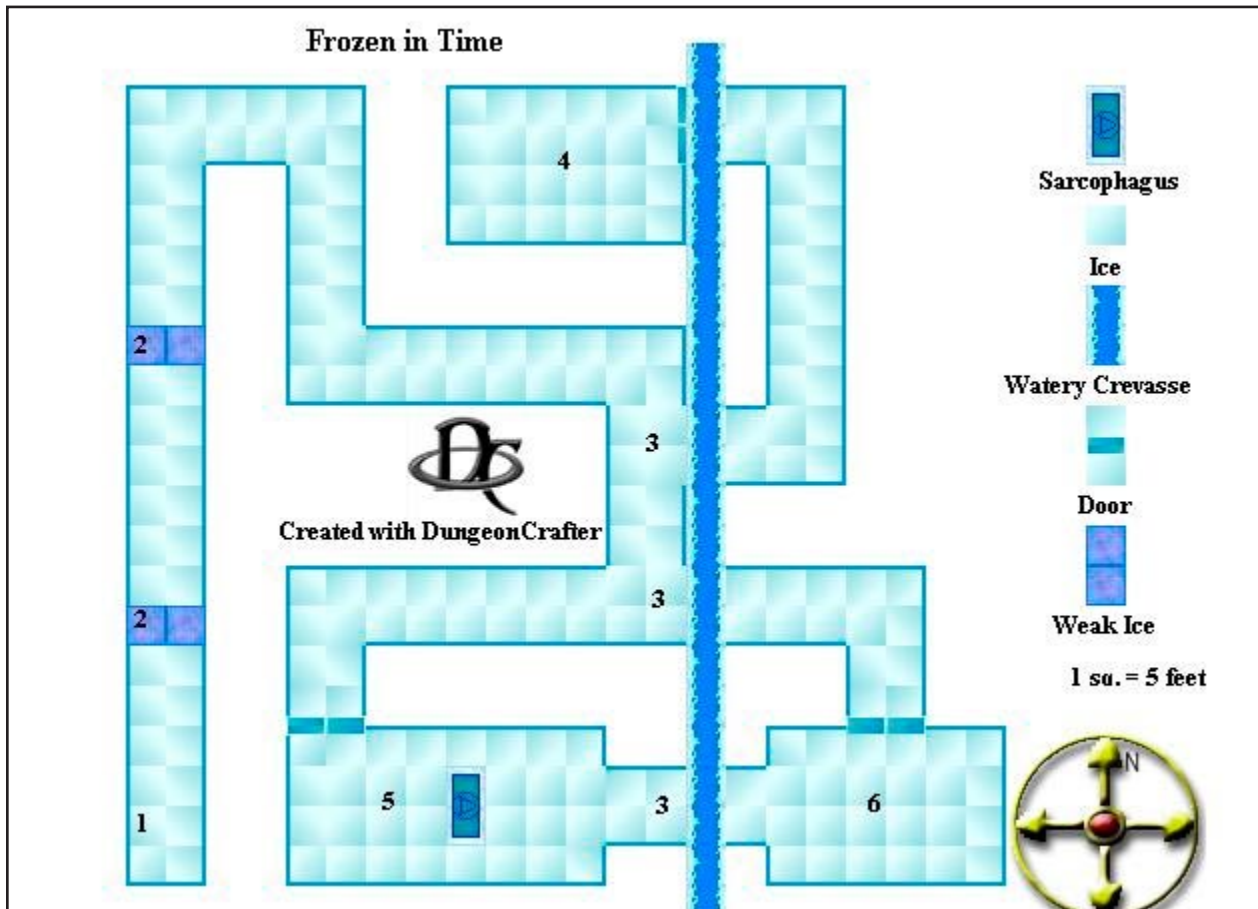 Frozen in Time
4
Sarcophagus
Ice
2
Watery Crevasse
3
DC
Created with DungeonCrafter
Door
3
2
Weak Ice
1 sq. = 5 feet
N
5
3
6
1